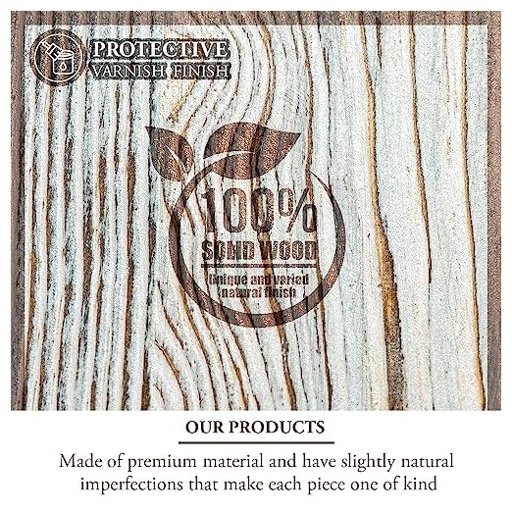 PROTECTIVE
VARNISH FINISH
100%
SOLID WOOD
Unique and varied
natural finish
OUR PRODUCTS
Made of premium material and have slightly natural
imperfections that make each piece one of kind